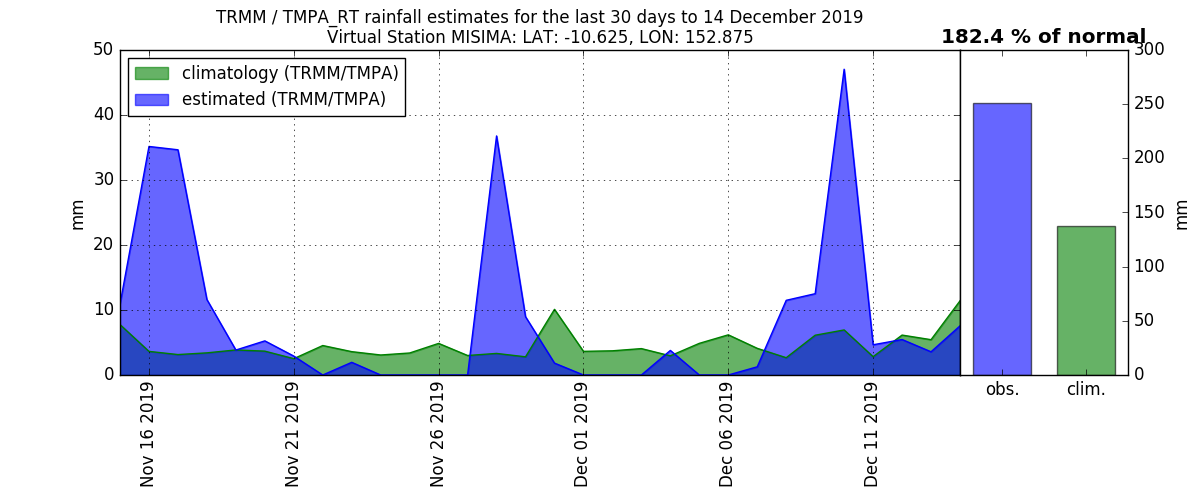 TRMM / TMPA_RT rainfall estimates for the last 30 days to 14 December 2019
Virtual Station MISIMA: LAT: -10.625, LON: 152.875
182.4 % of normal
climatology (TRMM/TMPA)
estimated (TRMM/TMPA)
50
40
30
20
10
0
mm
Nov 16 2019
Nov 21 2019
Nov 26 2019
Dec 01 2019
Dec 06 2019
Dec 11 2019
300
250
200
150
100
50
0
mm
obs.
clim.